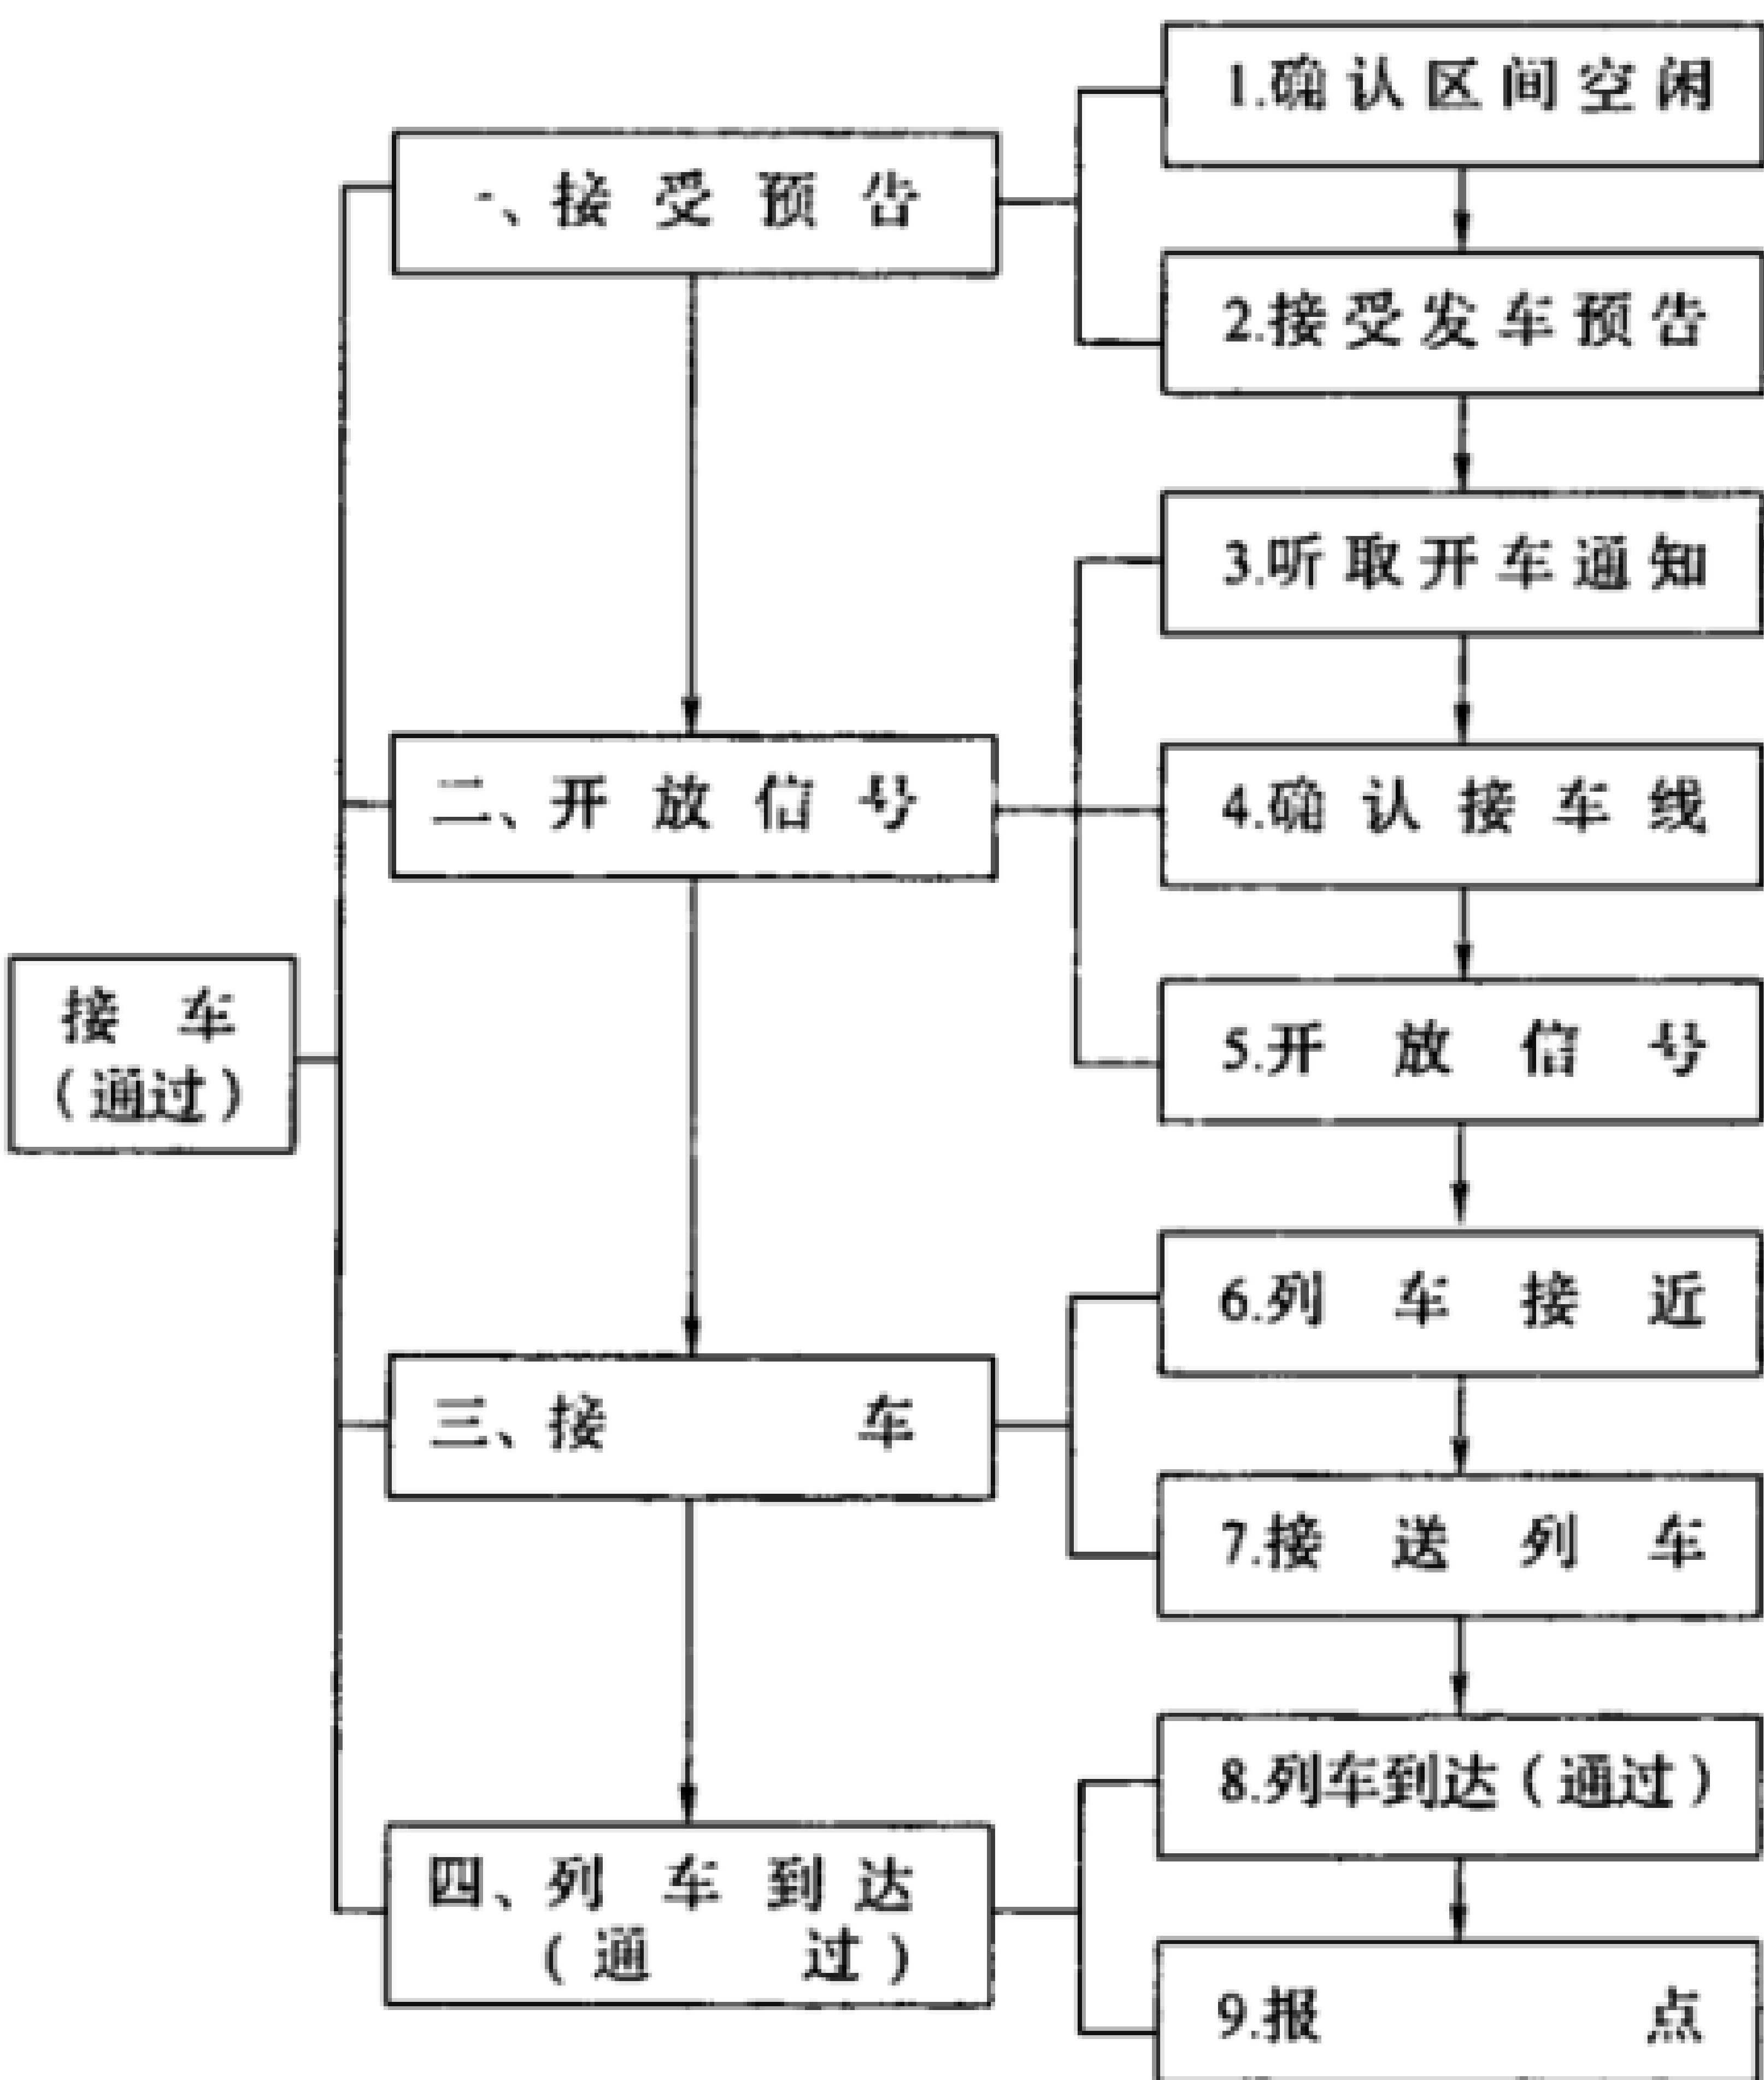 接车
（通过）
一、接受预告
二、开放信号
三、接车
四、列车到达
（通过）
1.确认区间空闲
2.接受发车预告
3.听取开车通知
4.确认接车线
5.开放信号
6.列车接近
7.接送列车
8.列车到达（通过）
9.报点